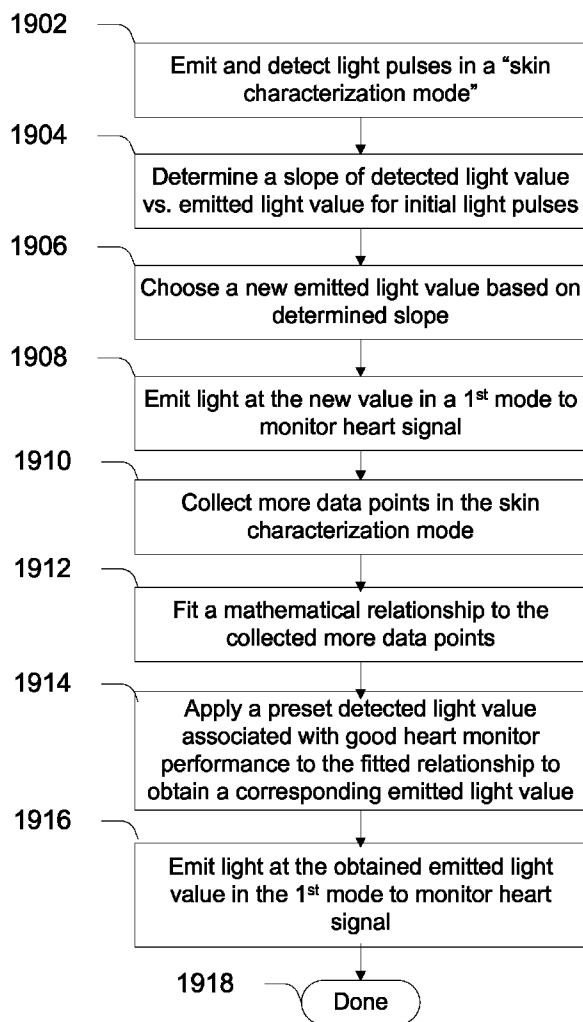 1902
Emit and detect light pulses in a “skin
characterization mode”
1904
Determine a slope of detected light value
vs. emitted light value for initial light pulses
1906
Choose a new emitted light value based on
determined slope
1908
Emit light at the new value in a 1st mode to
monitor heart signal
1910
Collect more data points in the skin
characterization mode
1912
Fit a mathematical relationship to the
collected more data points
1914
Apply a preset detected light value
associated with good heart monitor
performance to the fitted relationship to
obtain a corresponding emitted light value
1916
Emit light at the obtained emitted light
value in the 1st mode to monitor heart
signal
1918
Done